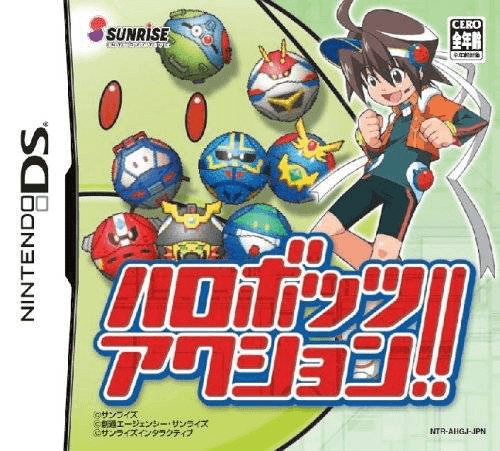 SUNRISE
CERO
全年齢
NINTENDO DS
ハロボッツ
アクション!!
©サンライズ
©創通エージェンシー・サンライズ
©サンライズインタラクティブ
NTR-AHGJ-JPN